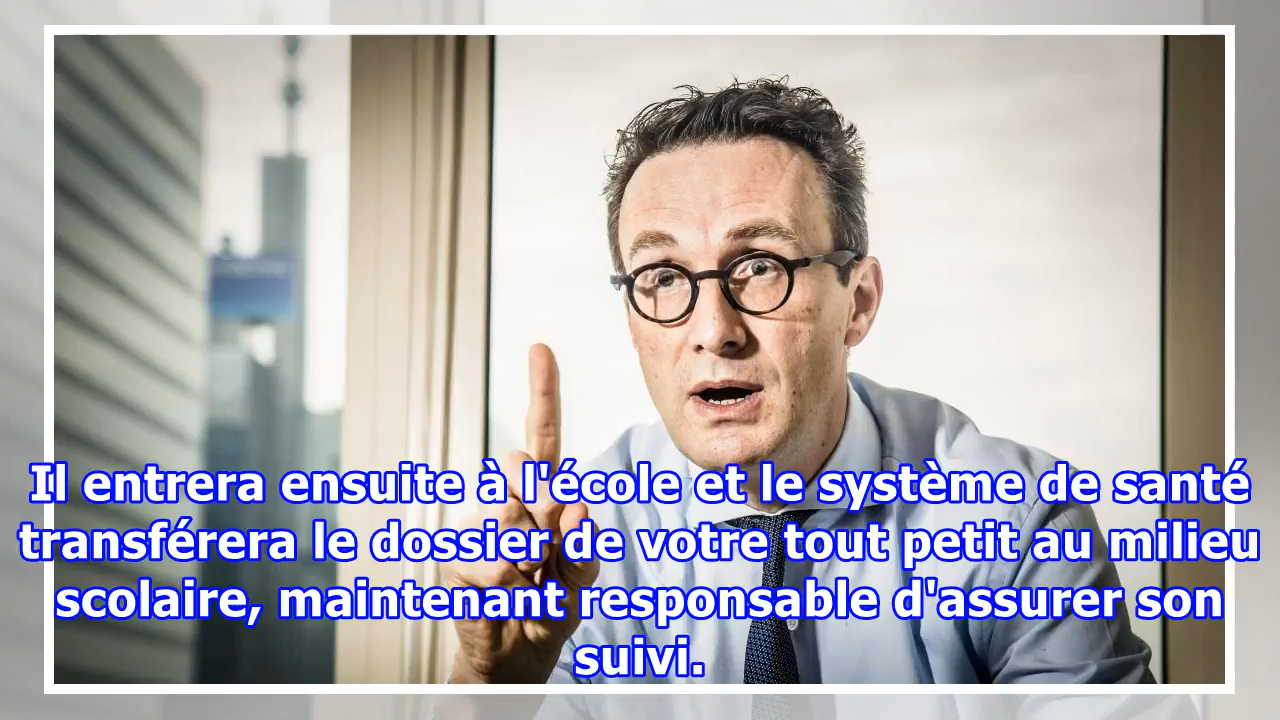 Il entrera ensuite à l'école et le système de santé
transférera le dossier de votre tout petit au milieu
scolaire, maintenant responsable d'assurer son
suivi.